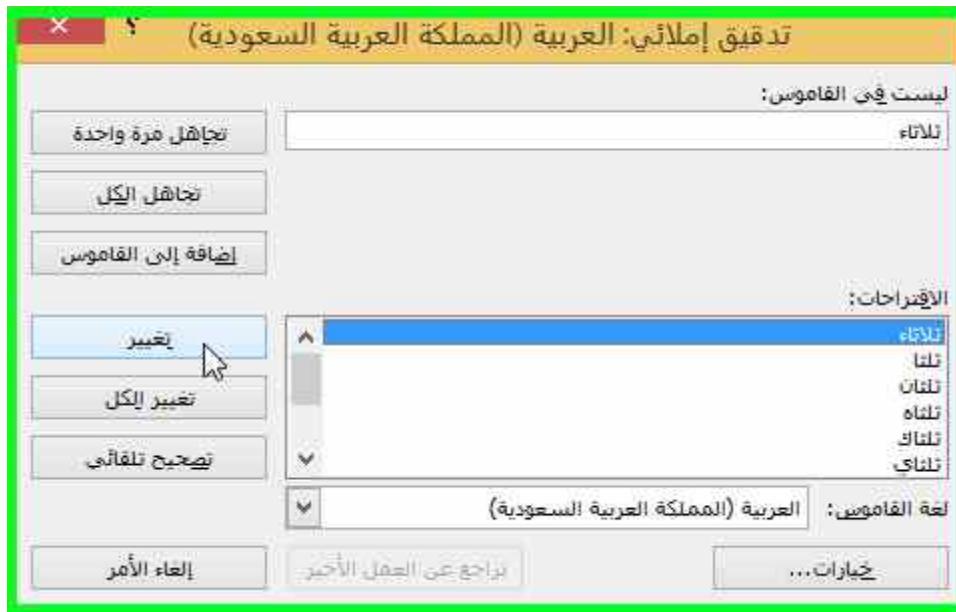 تدقيق إملائي: العربية (المملكة العربية السعودية)
ليست في القاموس:
ثلاثاء
تجاهل مرة واحدة
تجاهل الكل
إضافة إلى القاموس
الاقتراحات:
ثلاثاء
ثلثا
ثلثان
ثلثاه
ثلثاك
ثلثاي
تغيير
تغيير الكل
تصحيح تلقائي
لغة القاموس:
العربية (المملكة العربية السعودية)
خيارات...
تراجع عن العمل الأخير
إلغاء الأمر